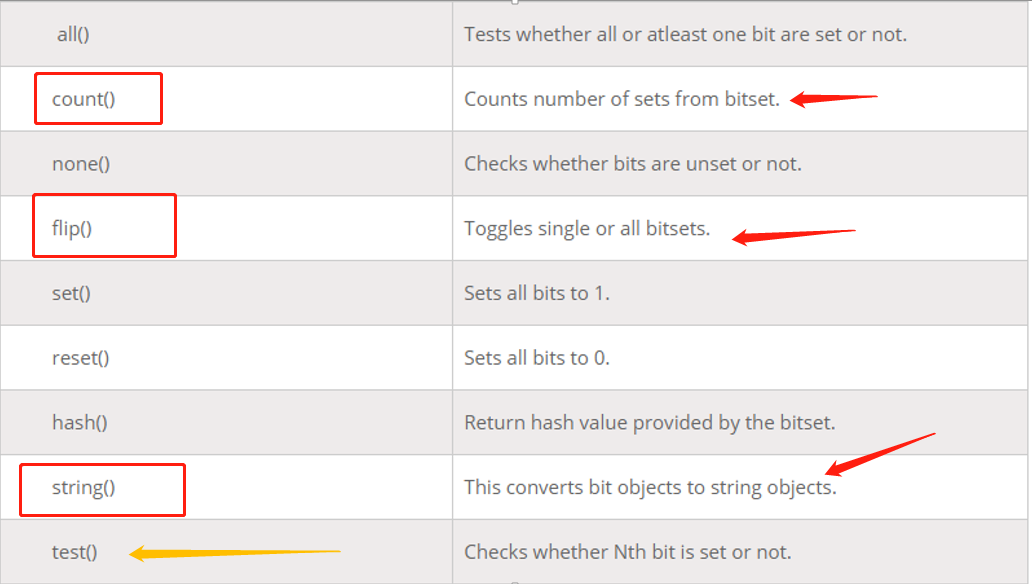 all() Tests whether all or atleast one bit are set or not.
count() Counts number of sets from bitset.
none() Checks whether bits are unset or not.
flip() Toggles single or all bitsets.
set() Sets all bits to 1.
reset() Sets all bits to 0.
hash() Return hash value provided by the bitset.
string() This converts bit objects to string objects.
test() Checks whether Nth bit is set or not.